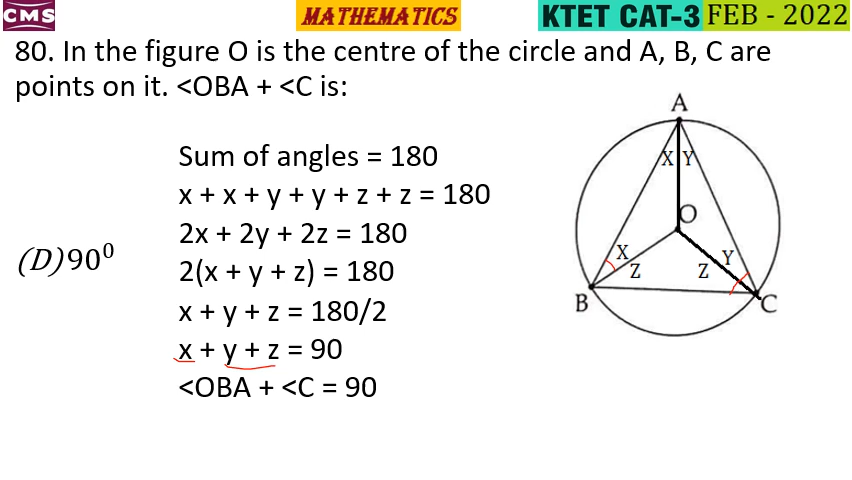 CMS
MATHEMATICS
KTET CAT-3 FEB - 2022
80. In the figure O is the centre of the circle and A, B, C are
points on it. <OBA + <C is:
Sum of angles = 180
x + x + y + y + z + z = 180
2x + 2y + 2z = 180
(D)90⁰
2(x + y + z) = 180
x + y + z = 180/2
x + y + z = 90
<OBA + <C = 90
A
X Y
O
X Y
Z Z
B C